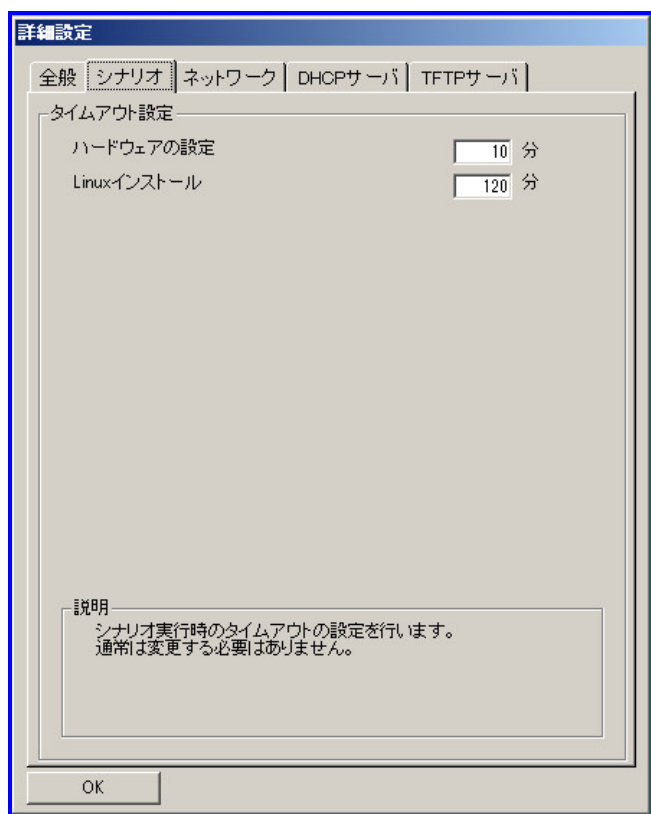 詳細設定
全般 シナリオ ネットワーク DHCPサーバ TFTPサーバ
タイムアウト設定
ハードウェアの設定 10 分
Linuxインストール 120 分
説明
シナリオ実行時のタイムアウトの設定を行います。
通常は変更する必要はありません。
OK